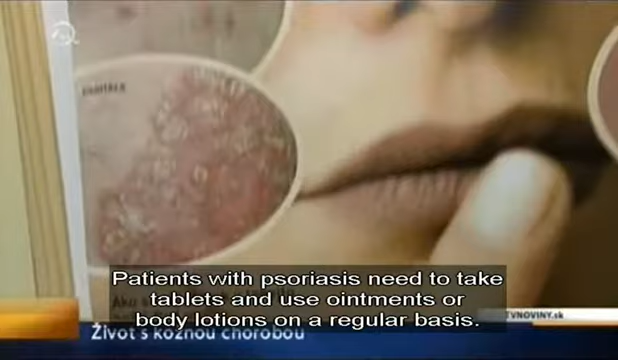 Patients with psoriasis need to take
tablets and use ointments or
body lotions on a regular basis.
TVNOVINY.sk
Život s kožnou chorobou